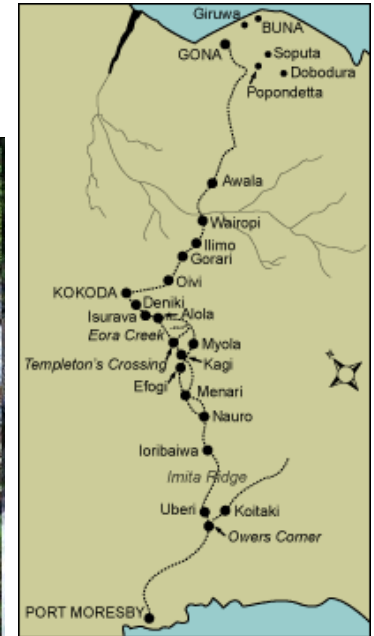 Giruwa
BUNA
GONA
Soputa
Dobodura
Popondetta
Awala
Wairopi
Ilimo
Gorari
Oivi
KOKODA
Deniki
Isurava
Alola
Eora Creek
Myola
Templeton's Crossing
Kagi
Efogi
Menari
Nauro
Ioribaiwa
Imita Ridge
Uberi
Koitaki
Owers Corner
PORT MORESBY